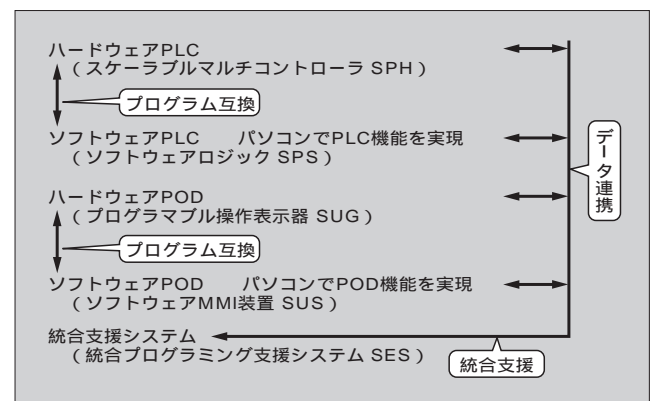 ハードウェアPLC
（スケーラブルマルチコントローラ SPH）
プログラム互換
ソフトウェアPLC　パソコンでPLC機能を実現
（ソフトウェアロジック SPS）
ハードウェアPOD
（プログラマブル操作表示器 SUG）
プログラム互換
ソフトウェアPOD　パソコンでPOD機能を実現
（ソフトウェアMMI装置 SUS）
統合支援システム
（統合プログラミング支援システム SES）
データ連携
統合支援